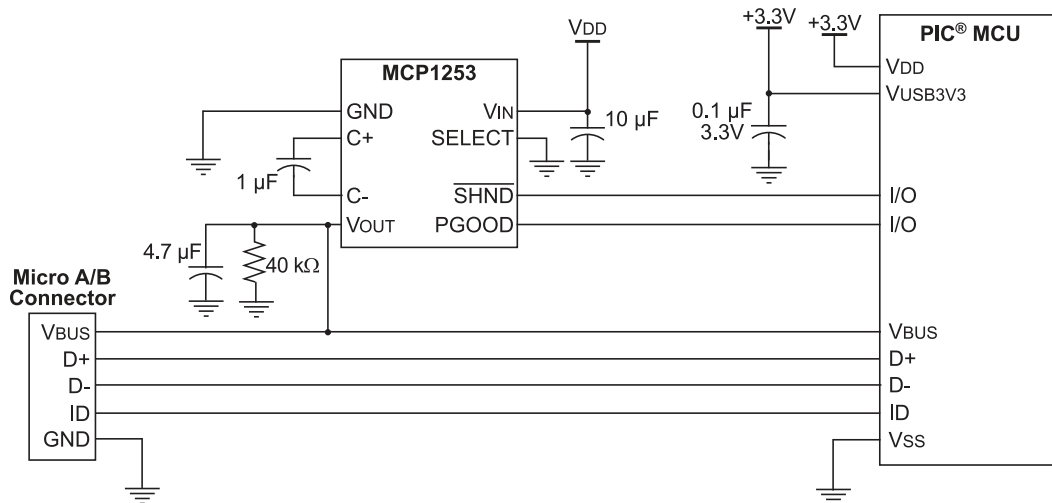 +3.3V
+3.3V
PIC® MCU
VDD
MCP1253
VDD
VUSB3V3
GND
VIN
10 µF
0.1 µF
3.3V
C+
SELECT
1 µF
C-
SHND
I/O
VOUT
PGOOD
I/O
4.7 µF
40 kΩ
Micro A/B
Connector
VBUS
VBUS
D+
D+
D-
D-
ID
ID
GND
VSS